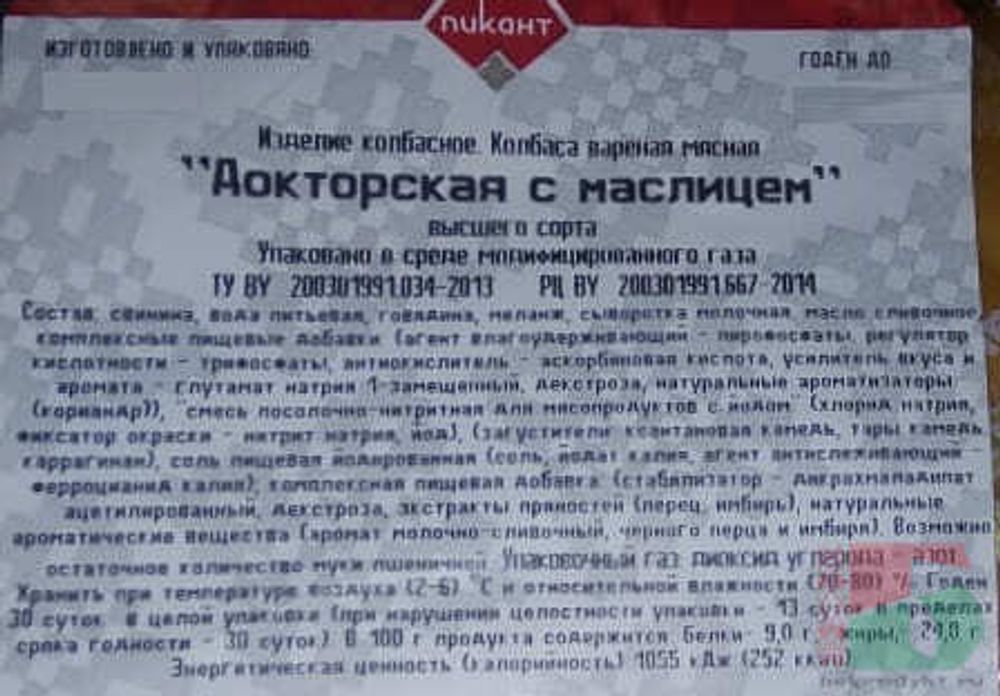 пикант
ИЗГОТОВЛЕНО И УПАКОВАНО
ГОДЕН ДО
Изделие колбасное. Колбаса вареная мясная
"Докторская с маслицем"
высшего сорта
Упаковано в среде модифицированного газа
ТУ BY 200301991.034-2013 РЦ BY 200301991.667-2014
Состав: свинина, вода питьевая, говядина, меланж, сыворотка молочная, масло сливочное,
комплексные пищевые добавки (агент влагоудерживающий - пирофосфаты, регулятор
кислотности - трифосфаты, антиокислитель - аскорбиновая кислота, усилитель вкуса и
аромата - глутамат натрия 1-замещенный, декстроза, натуральные ароматизаторы
(кориандр)), смесь посолочно-нитритная для мясопродуктов с йодом (хлорид натрия,
фиксатор окраски - нитрит натрия, йод), (загустители: ксантановая камедь, тары камедь,
каррагинан), соль пищевая йодированная (соль, йодат калия, агент антислеживающий -
ферроцианид калия), комплексная пищевая добавка (стабилизатор - дикрахмаладипат
ацетилированный, декстроза, экстракты пряностей (перец, имбирь), натуральные
ароматические вещества (аромат молочно-сливочный, черного перца и имбиря). Возможно
остаточное количество муки пшеничной. Упаковочный газ: диоксид углерода - азот.
Хранить при температуре воздуха (2-6) °С и относительной влажности (70-80) %. Годен
30 суток в целой упаковке (при нарушении целостности упаковки - 13 суток в пределах
срока годности - 30 суток). В 100 г продукта содержится: белки - 9,0 г, жиры - 24,0 г.
Энергетическая ценность (калорийность) 1055 кДж (252 ккал)